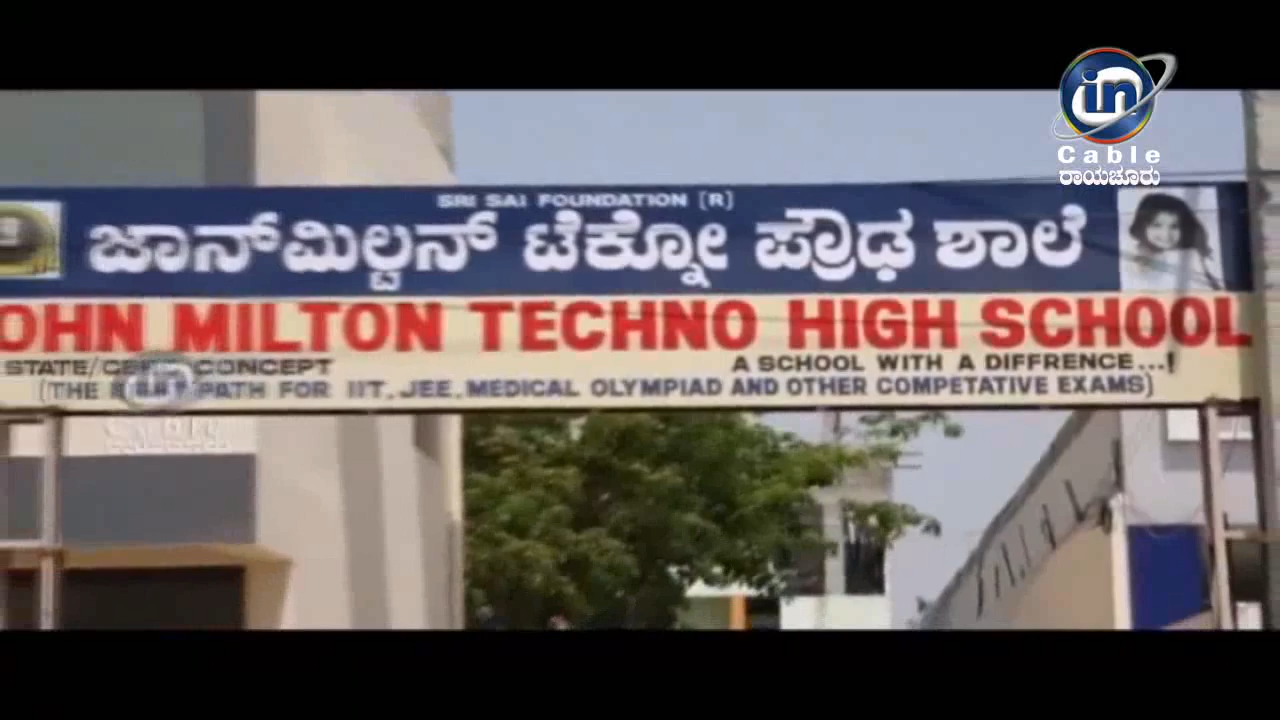 in
Cable
ರಾಯಚೂರು
SRI SAI FOUNDATION (R)
ಜಾನ್‌ಮಿಲ್ಟನ್ ಟೆಕ್ನೋ ಪ್ರೌಢ ಶಾಲೆ
OHN MILTON TECHNO HIGH SCHOOL
STATE/ CONCEPT
A SCHOOL WITH A DIFFRENCE...!
(THE PATH FOR IIT, JEE, MEDICAL OLYMPIAD AND OTHER COMPETATIVE EXAMS)